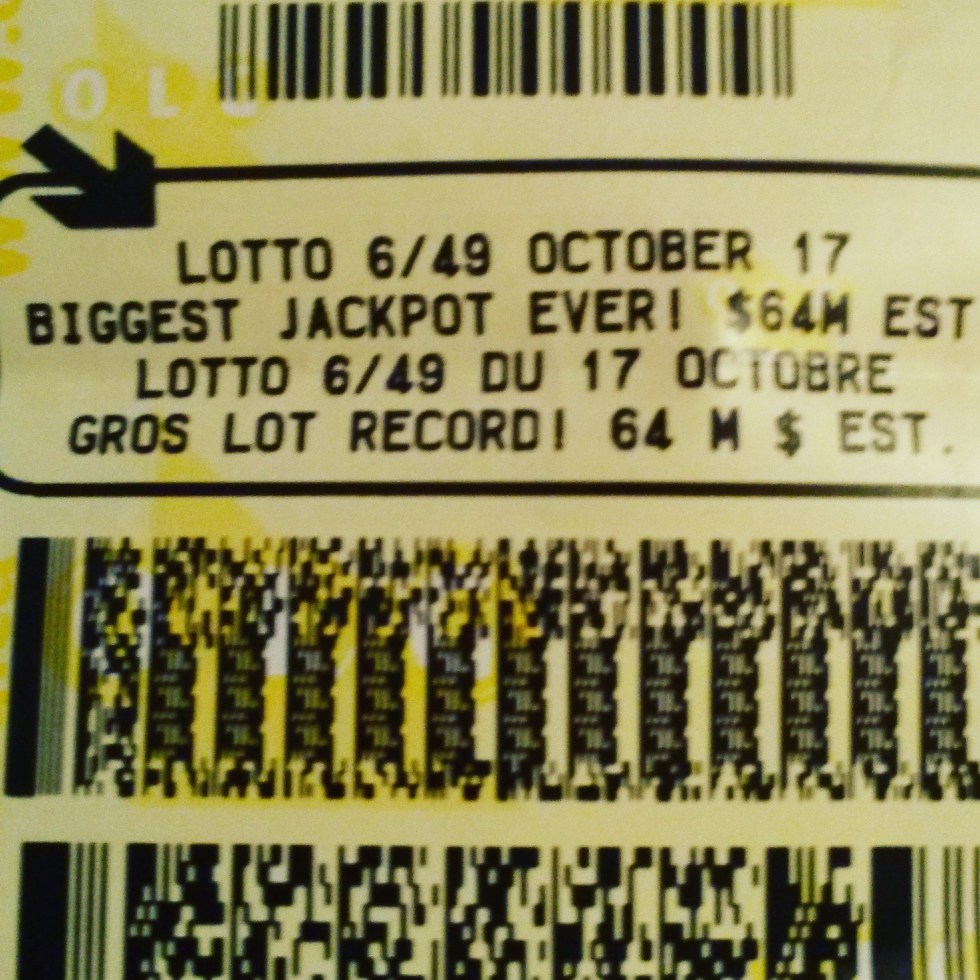 LOTTO 6/49 OCTOBER 17
BIGGEST JACKPOT EVER! $64M EST
LOTTO 6/49 DU 17 OCTOBRE
GROS LOT RECORD! 64 M $ EST.